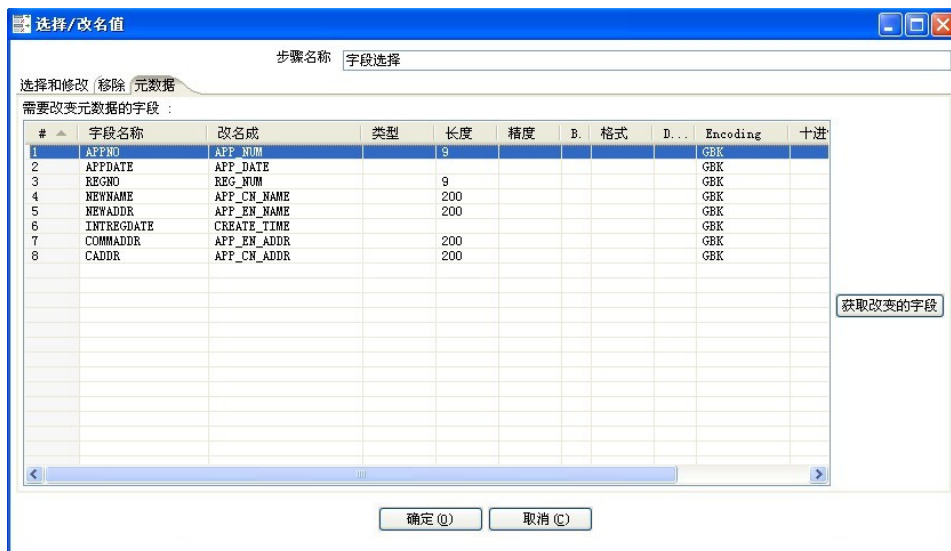 选择/改名值
步骤名称 字段选择
选择和修改 移除 元数据
需要改变元数据的字段 :
# 字段名称 改名成 类型 长度 精度 B. 格式 D... Encoding 十进
1 APPNO APP_NUM 9 GBK
2 APPDATE APP_DATE GBK
3 REGNO REG_NUM 9 GBK
4 NEWNAME APP_CN_NAME 200 GBK
5 NEWADDR APP_EN_NAME 200 GBK
6 INTREGDATE CREATE_TIME GBK
7 COMMADDR APP_EN_ADDR 200 GBK
8 CADDR APP_CN_ADDR 200 GBK
获取改变的字段
确定(O) 取消(C)